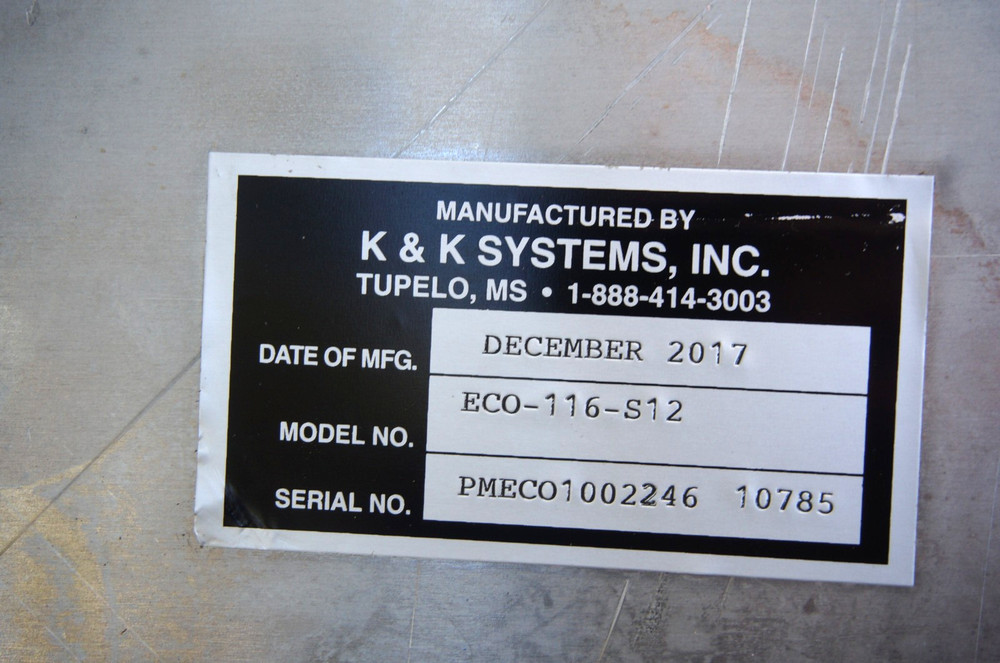 MANUFACTURED BY
K & K SYSTEMS, INC.
TUPELO, MS • 1-888-414-3003
DATE OF MFG. DECEMBER 2017
MODEL NO. ECO-116-S12
SERIAL NO. PMECO1002246 10785